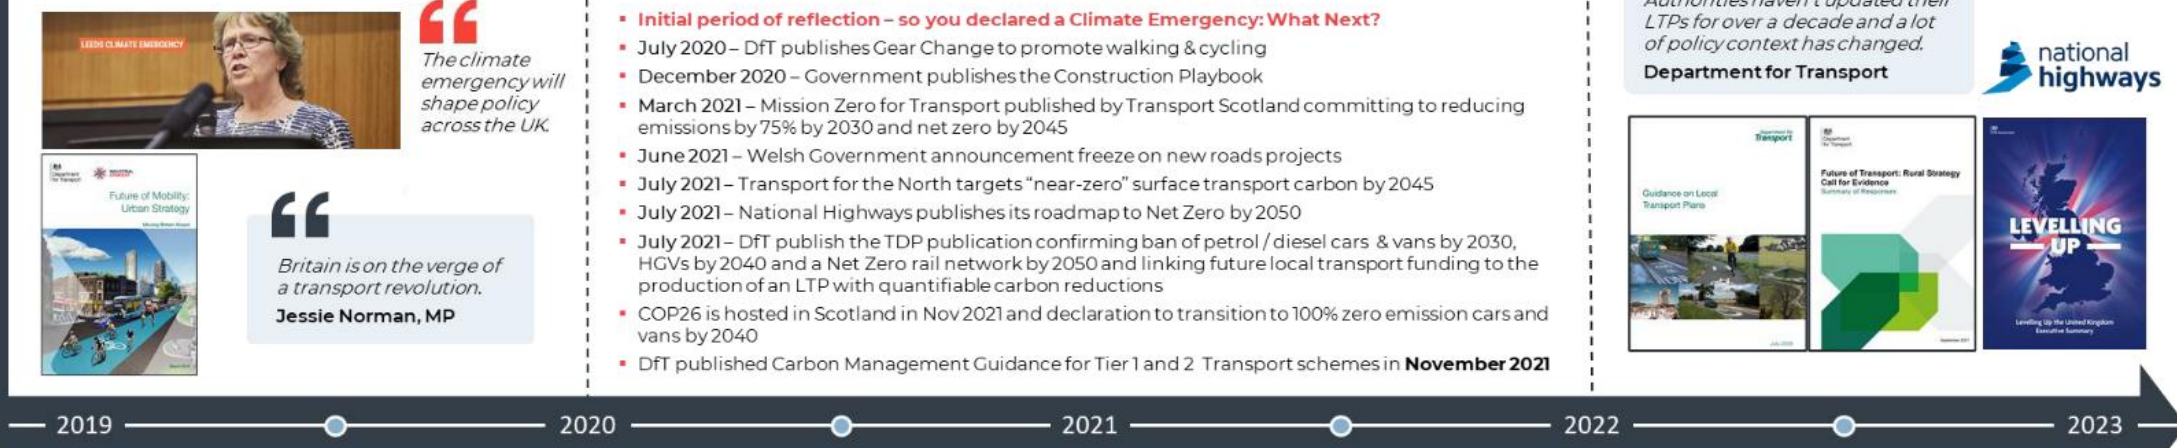 LEEDS CLIMATE EMERGENCY
The climate
emergency will
shape policy
across the UK.
Future of Mobility:
Urban Strategy
Britain is on the verge of
a transport revolution.
Jessie Norman, MP
▪ Initial period of reflection – so you declared a Climate Emergency: What Next?
▪ July 2020 – DfT publishes Gear Change to promote walking & cycling
▪ December 2020 – Government publishes the Construction Playbook
▪ March 2021 – Mission Zero for Transport published by Transport Scotland committing to reducing
emissions by 75% by 2030 and net zero by 2045
▪ June 2021 – Welsh Government announcement freeze on new roads projects
▪ July 2021 – Transport for the North targets “near-zero” surface transport carbon by 2045
▪ July 2021 – National Highways publishes its roadmap to Net Zero by 2050
▪ July 2021 – DfT publish the TDP publication confirming ban of petrol / diesel cars & vans by 2030,
HGVs by 2040 and a Net Zero rail network by 2050 and linking future local transport funding to the
production of an LTP with quantifiable carbon reductions
▪ COP26 is hosted in Scotland in Nov 2021 and declaration to transition to 100% zero emission cars and
vans by 2040
▪ DfT published Carbon Management Guidance for Tier 1 and 2 Transport schemes in November 2021
Authorities haven't updated their
LTPs for over a decade and a lot
of policy context has changed.
Department for Transport
national
highways
Transport
Guidance on Local
Transport Plans
Future of Transport: Rural Strategy
Call for Evidence
Summary of Responses
LEVELLING
UP
Levelling Up the United Kingdom
Executive Summary
2019
2020
2021
2022
2023